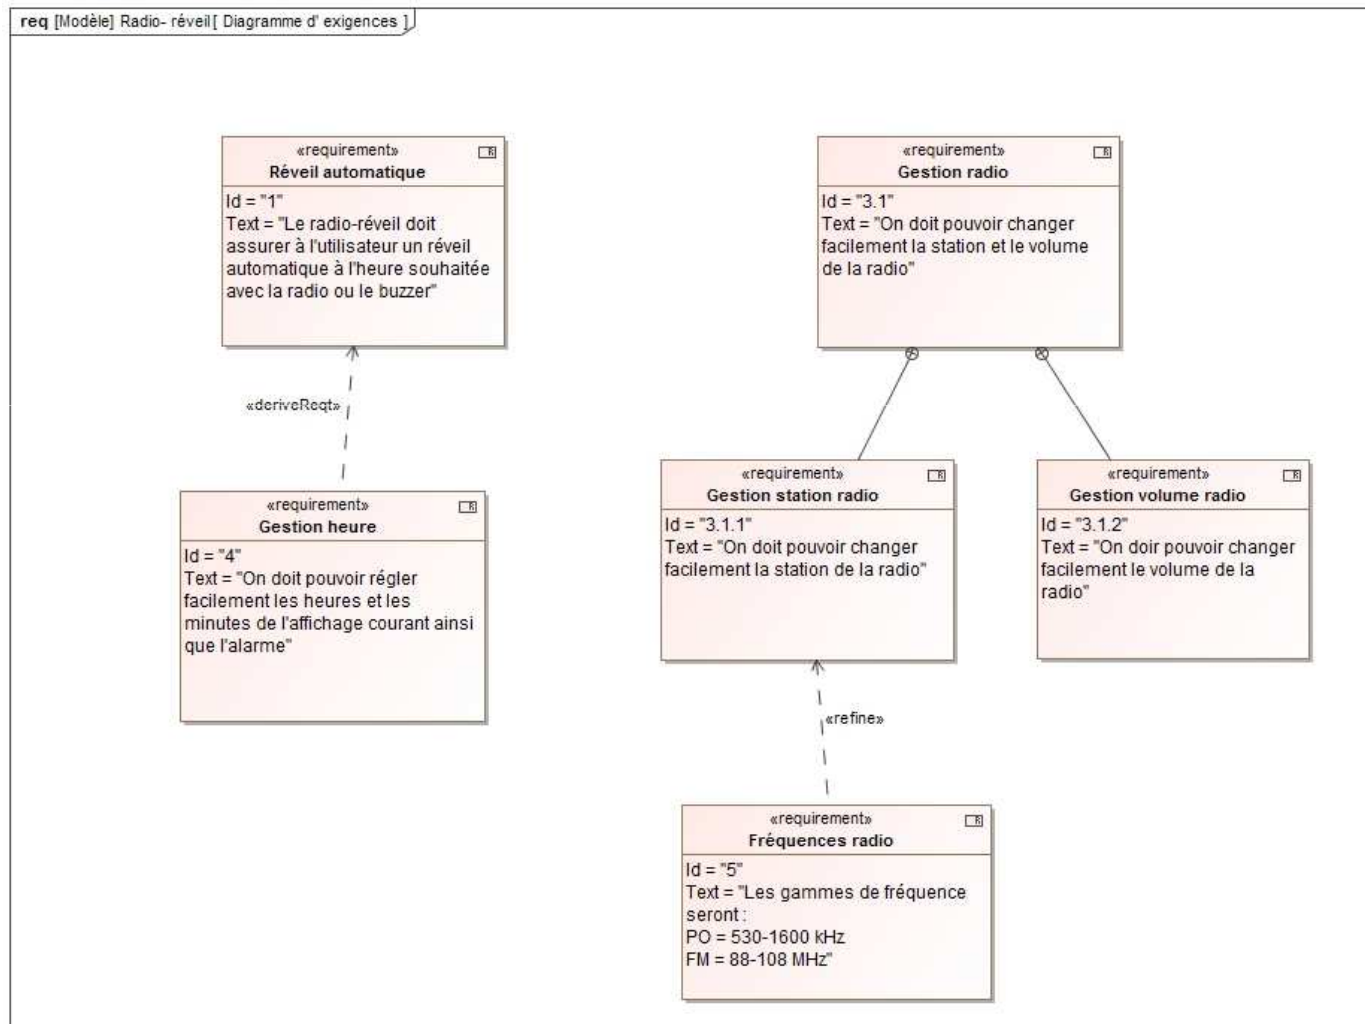 req [Modèle] Radio- réveil[ Diagramme d' exigences ]
«requirement»
Réveil automatique
Id = "1"
Text = "Le radio-réveil doit
assurer à l'utilisateur un réveil
automatique à l'heure souhaitée
avec la radio ou le buzzer"
«requirement»
Gestion radio
Id = "3.1"
Text = "On doit pouvoir changer
facilement la station et le volume
de la radio"
«deriveReqt»
«requirement»
Gestion heure
Id = "4"
Text = "On doit pouvoir régler
facilement les heures et les
minutes de l'affichage courant ainsi
que l'alarme"
«requirement»
Gestion station radio
Id = "3.1.1"
Text = "On doit pouvoir changer
facilement la station de la radio"
«requirement»
Gestion volume radio
Id = "3.1.2"
Text = "On doir pouvoir changer
facilement le volume de la
radio"
«refine»
«requirement»
Fréquences radio
Id = "5"
Text = "Les gammes de fréquence
seront :
PO = 530-1600 kHz
FM = 88-108 MHz"